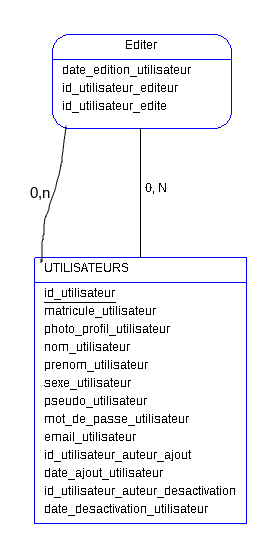 Editer
date_edition_utilisateur
id_utilisateur_editeur
id_utilisateur_edite
0,n
0, N
UTILISATEURS
id_utilisateur
matricule_utilisateur
photo_profil_utilisateur
nom_utilisateur
prenom_utilisateur
sexe_utilisateur
pseudo_utilisateur
mot_de_passe_utilisateur
email_utilisateur
id_utilisateur_auteur_ajout
date_ajout_utilisateur
id_utilisateur_auteur_desactivation
date_desactivation_utilisateur